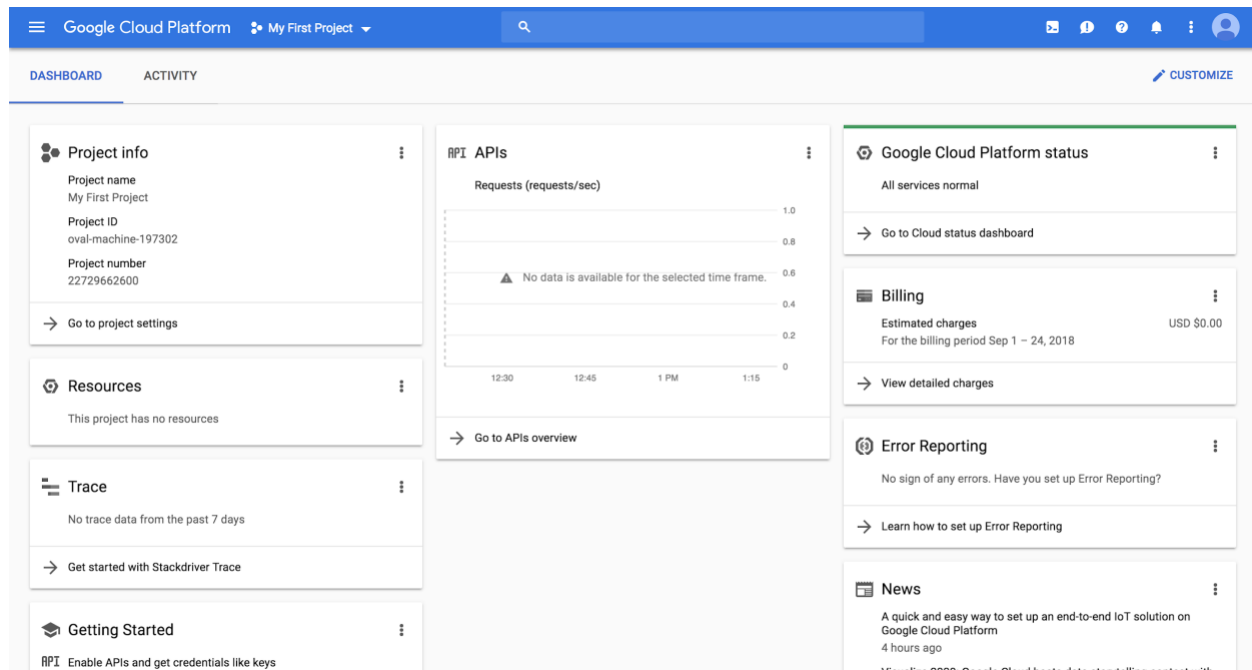 Google Cloud Platform
My First Project
DASHBOARD
ACTIVITY
CUSTOMIZE
Project info
Project name
My First Project
Project ID
oval-machine-197302
Project number
22729662600
Go to project settings
Resources
This project has no resources
Trace
No trace data from the past 7 days
Get started with Stackdriver Trace
Getting Started
API Enable APIs and get credentials like keys
API APIs
Requests (requests/sec)
1.0
0.8
No data is available for the selected time frame.
0.6
0.4
0.2
0
12:30 12:45 1 PM 1:15
Go to APIs overview
Google Cloud Platform status
All services normal
Go to Cloud status dashboard
Billing
Estimated charges USD $0.00
For the billing period Sep 1 – 24, 2018
View detailed charges
Error Reporting
No sign of any errors. Have you set up Error Reporting?
Learn how to set up Error Reporting
News
A quick and easy way to set up an end-to-end IoT solution on
Google Cloud Platform
4 hours ago